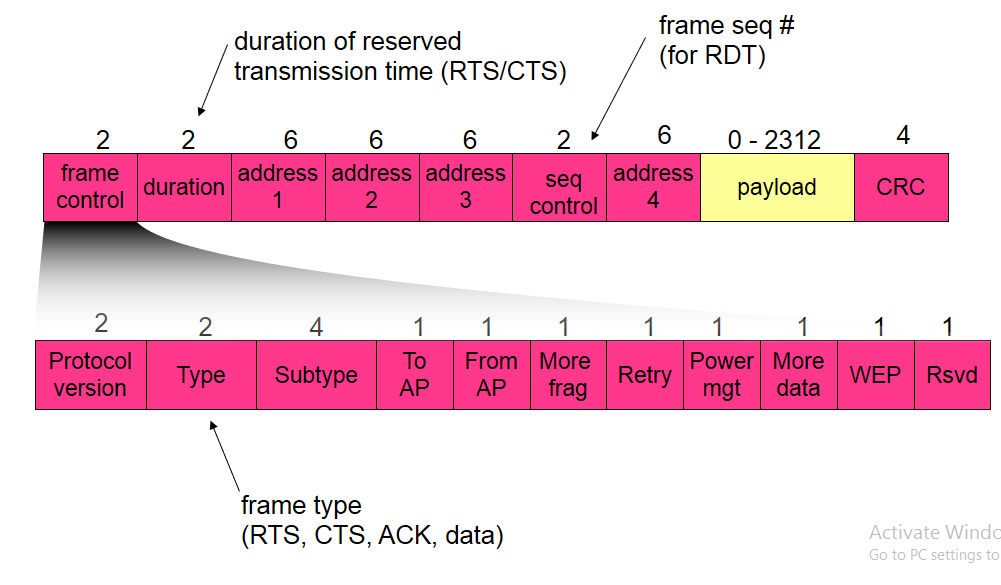 duration of reserved
transmission time (RTS/CTS)
frame seq #
(for RDT)
2 2 6 6 6 2 6 0 - 2312 4
frame control duration address 1 address 2 address 3 seq control address 4 payload CRC
2 2 4 1 1 1 1 1 1 1 1
Protocol version Type Subtype To AP From AP More frag Retry Power mgt More data WEP Rsvd
frame type
(RTS, CTS, ACK, data)
Activate Windo
Go to PC settings to